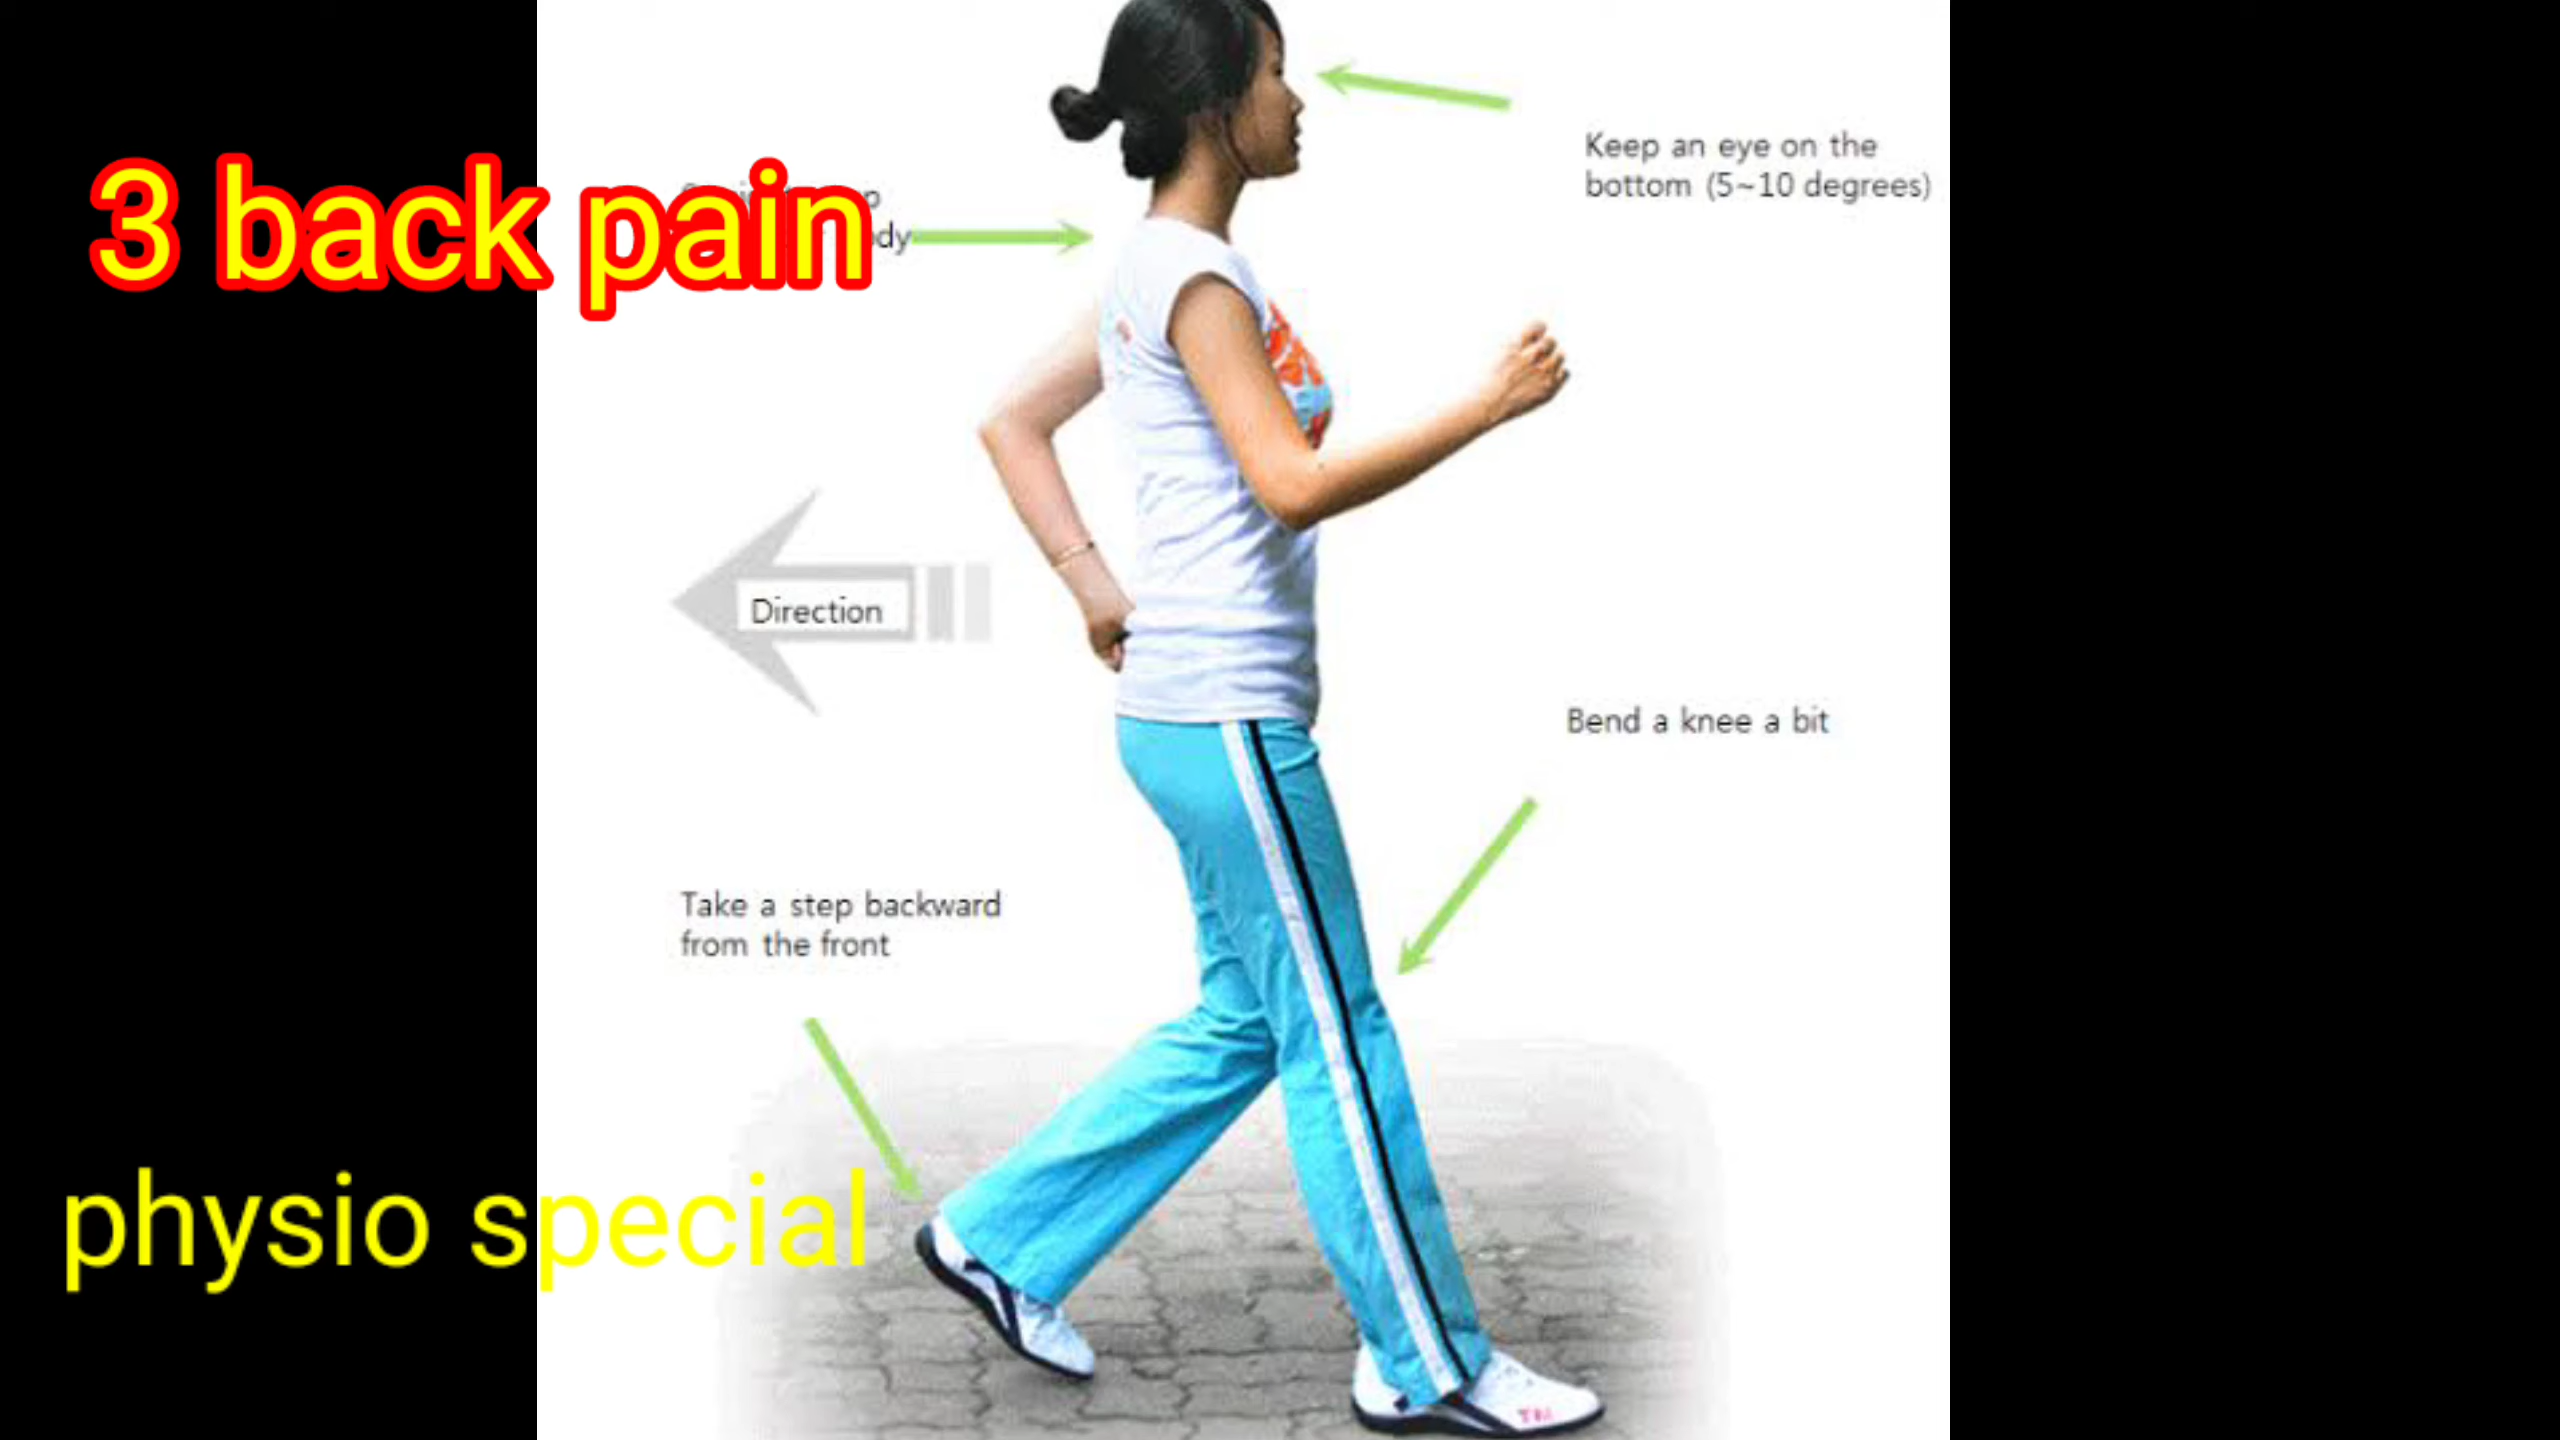 3 back pain
Keep an eye on the
bottom (5~10 degrees)
Direction
Bend a knee a bit
Take a step backward
from the front
physio special